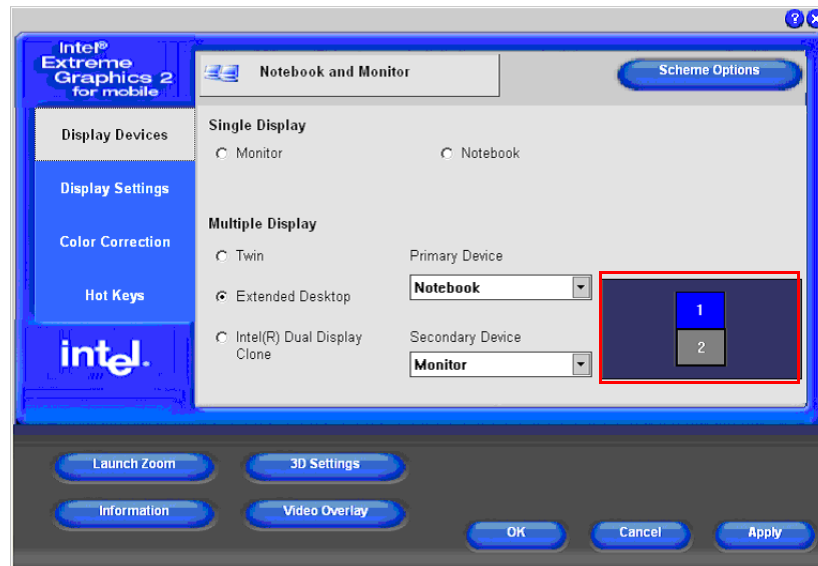 Intel®
Extreme
Graphics 2
for mobile
Notebook and Monitor
Scheme Options
Display Devices
Display Settings
Color Correction
Hot Keys
intel.
Single Display
Monitor
Notebook
Multiple Display
Twin
Primary Device
Extended Desktop
Notebook
Intel(R) Dual Display
Clone
Secondary Device
Monitor
1
2
Launch Zoom
3D Settings
Information
Video Overlay
OK
Cancel
Apply